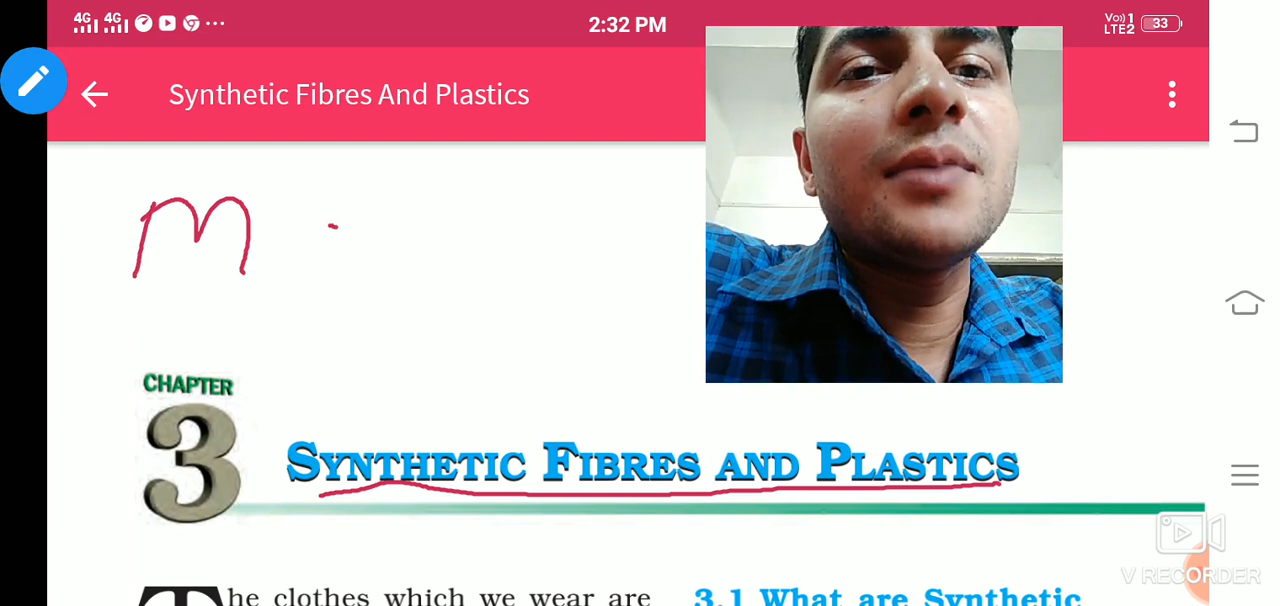 4G 4G 2:32 PM Vo)) 1 LTE2 33
Synthetic Fibres And Plastics
M
CHAPTER
3
SYNTHETIC FIBRES AND PLASTICS
The clothes which we wear are
3.1 What are Synthetic
V RECORDER